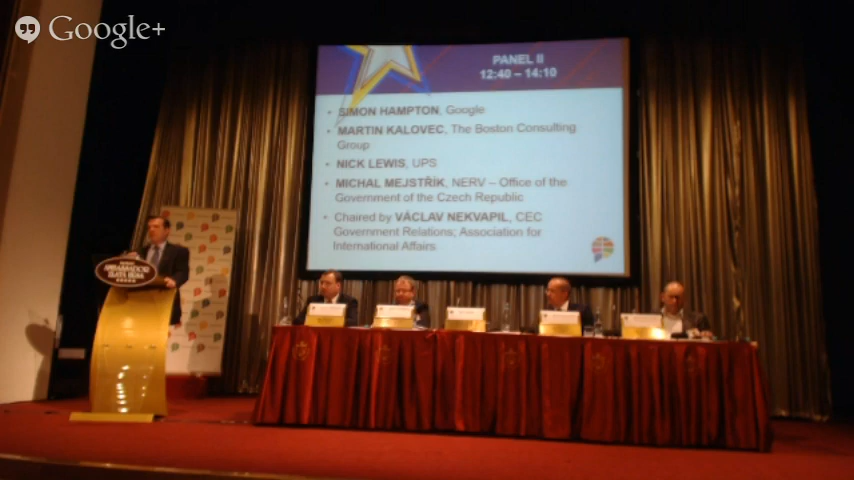 Google+
PANEL II
12:40 – 14:10
• SIMON HAMPTON, Google
• MARTIN KALOVEC, The Boston Consulting
Group
• NICK LEWIS, UPS
• MICHAL MEJSTŘÍK, NERV – Office of the
Government of the Czech Republic
• Chaired by VÁCLAV NEKVAPIL, CEC
Government Relations; Association for
International Affairs
AMBASSADOR
ZLATÁ HUSA